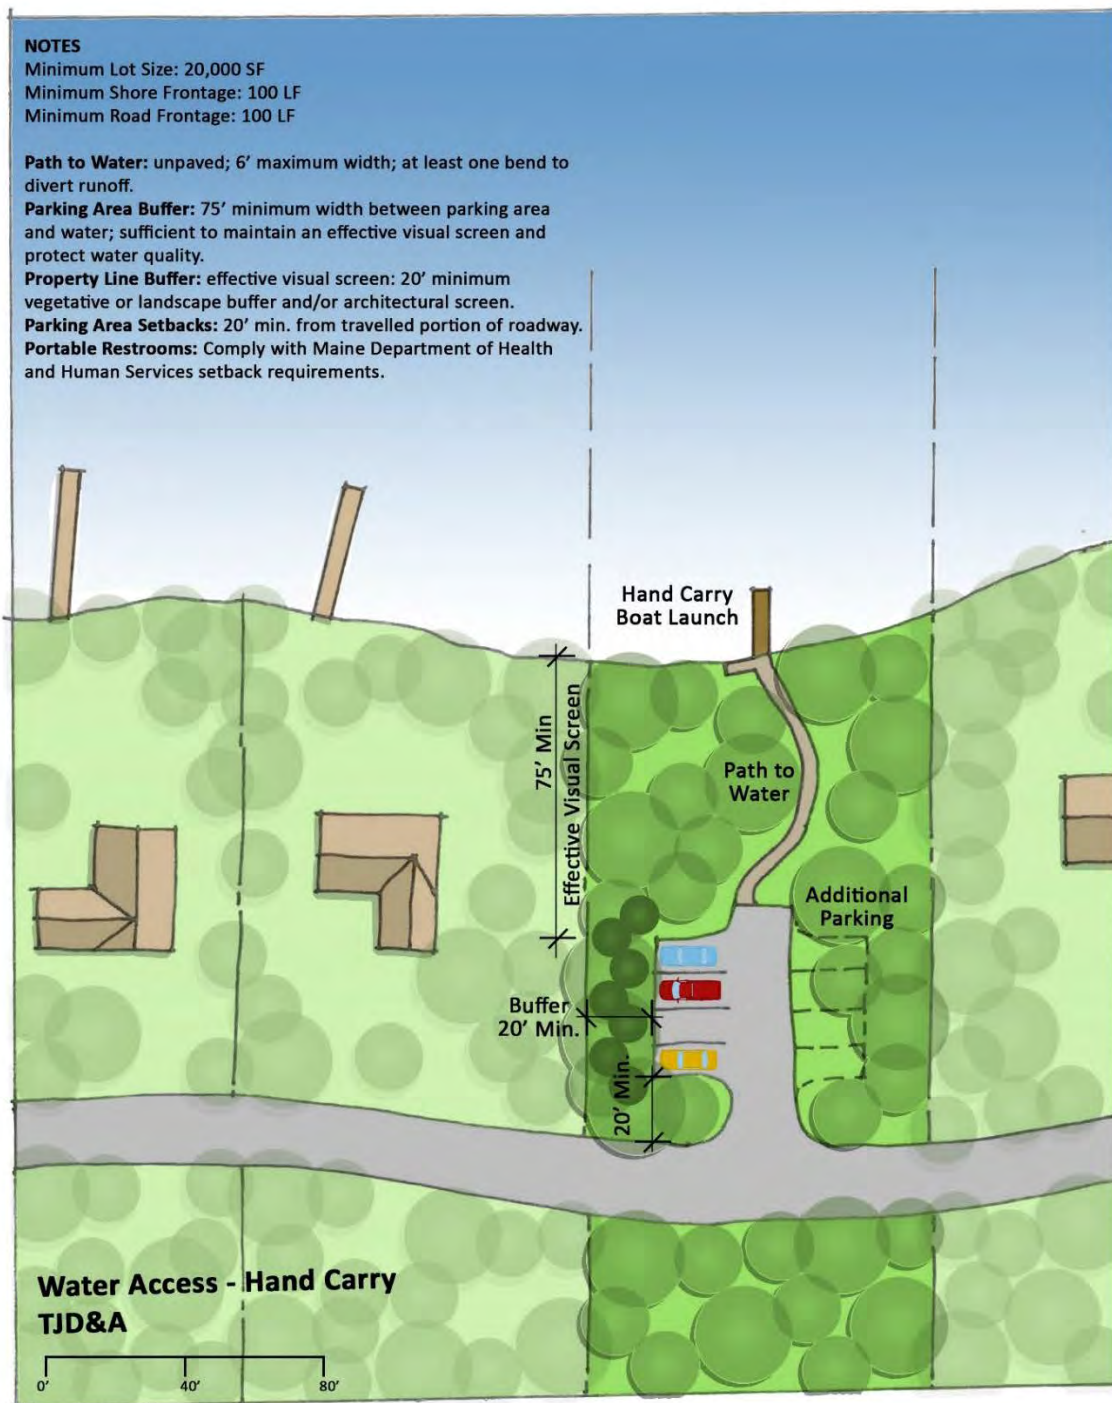 NOTES
Minimum Lot Size: 20,000 SF
Minimum Shore Frontage: 100 LF
Minimum Road Frontage: 100 LF
Path to Water: unpaved; 6’ maximum width; at least one bend to
divert runoff.
Parking Area Buffer: 75’ minimum width between parking area
and water; sufficient to maintain an effective visual screen and
protect water quality.
Property Line Buffer: effective visual screen: 20’ minimum
vegetative or landscape buffer and/or architectural screen.
Parking Area Setbacks: 20’ min. from travelled portion of roadway.
Portable Restrooms: Comply with Maine Department of Health
and Human Services setback requirements.
Hand Carry
Boat Launch
75’ Min
Effective Visual Screen
Path to
Water
Additional
Parking
Buffer
20’ Min.
20’ Min.
Water Access - Hand Carry
TJD&A
0’ 40’ 80’